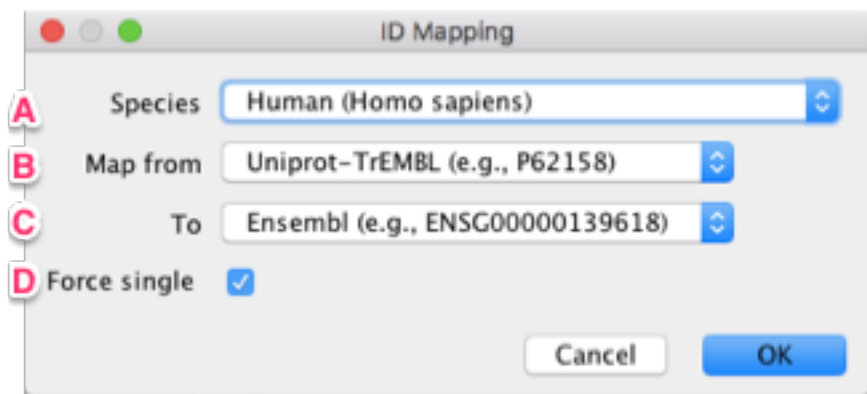 ID Mapping
A Species Human (Homo sapiens)
B Map from Uniprot-TrEMBL (e.g., P62158)
C To Ensembl (e.g., ENSG00000139618)
D Force single
Cancel OK